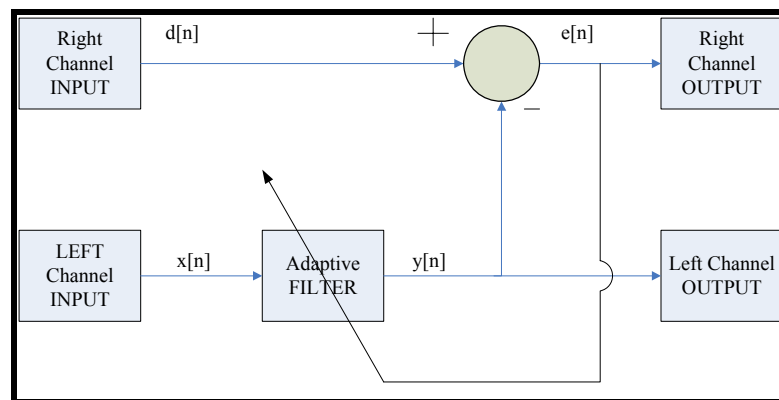 Right
Channel
INPUT
d[n]
+
e[n]
Right
Channel
OUTPUT
−
LEFT
Channel
INPUT
x[n]
Adaptive
FILTER
y[n]
Left Channel
OUTPUT